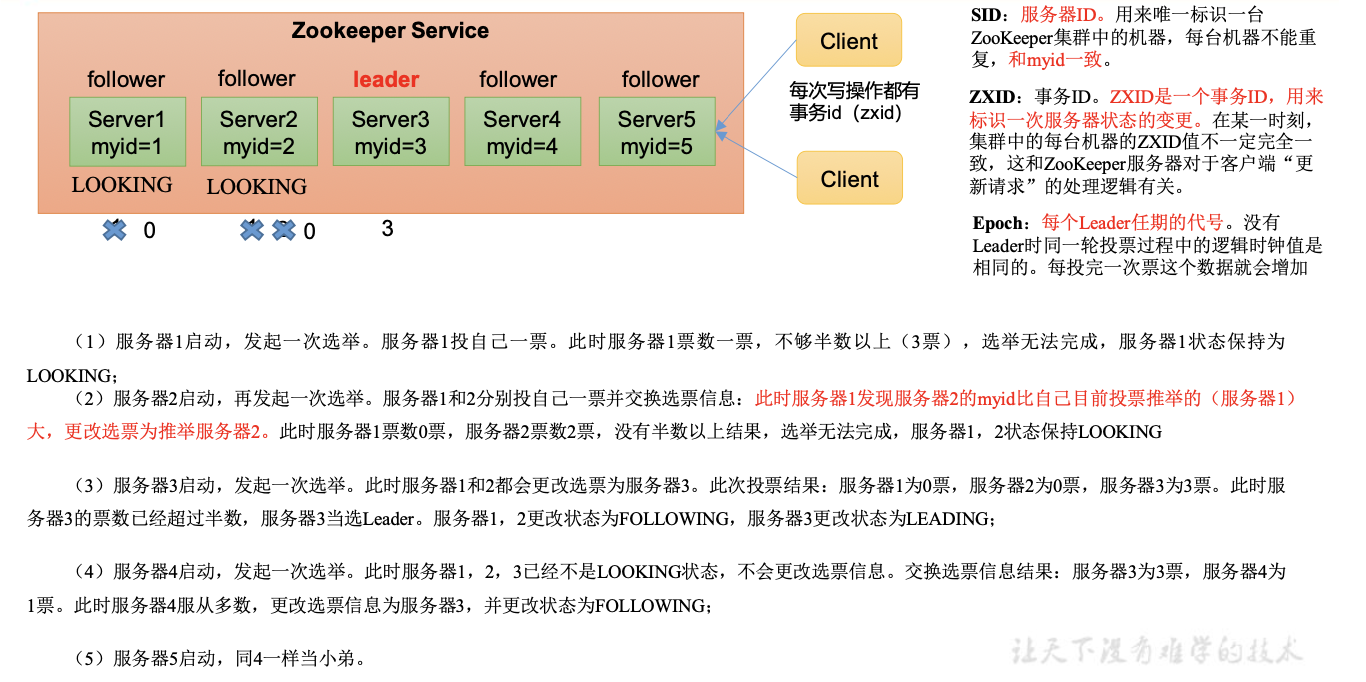 Zookeeper Service
follower
follower
leader
follower
follower
Server1
myid=1
Server2
myid=2
Server3
myid=3
Server4
myid=4
Server5
myid=5
LOOKING
LOOKING
0
0
3
Client
每次写操作都有
事务id（zxid）
Client
SID：服务器ID。用来唯一标识一台
ZooKeeper集群中的机器，每台机器不能重
复，和myid一致。
ZXID：事务ID。ZXID是一个事务ID，用来
标识一次服务器状态的变更。在某一时刻，
集群中的每台机器的ZXID值不一定完全一
致，这和ZooKeeper服务器对于客户端“更
新请求”的处理逻辑有关。
Epoch：每个Leader任期的代号。没有
Leader时同一轮投票过程中的逻辑时钟值是
相同的。每投完一次票这个数据就会增加
（1）服务器1启动，发起一次选举。服务器1投自己一票。此时服务器1票数一票，不够半数以上（3票），选举无法完成，服务器1状态保持为
LOOKING；
（2）服务器2启动，再发起一次选举。服务器1和2分别投自己一票并交换选票信息：此时服务器1发现服务器2的myid比自己目前投票推举的（服务器1）
大，更改选票为推举服务器2。此时服务器1票数0票，服务器2票数2票，没有半数以上结果，选举无法完成，服务器1，2状态保持LOOKING
（3）服务器3启动，发起一次选举。此时服务器1和2都会更改选票为服务器3。此次投票结果：服务器1为0票，服务器2为0票，服务器3为3票。此时服
务器3的票数已经超过半数，服务器3当选Leader。服务器1，2更改状态为FOLLOWING，服务器3更改状态为LEADING；
（4）服务器4启动，发起一次选举。此时服务器1，2，3已经不是LOOKING状态，不会更改选票信息。交换选票信息结果：服务器3为3票，服务器4为
1票。此时服务器4服从多数，更改选票信息为服务器3，并更改状态为FOLLOWING；
（5）服务器5启动，同4一样当小弟。
让天下没有难学的技术